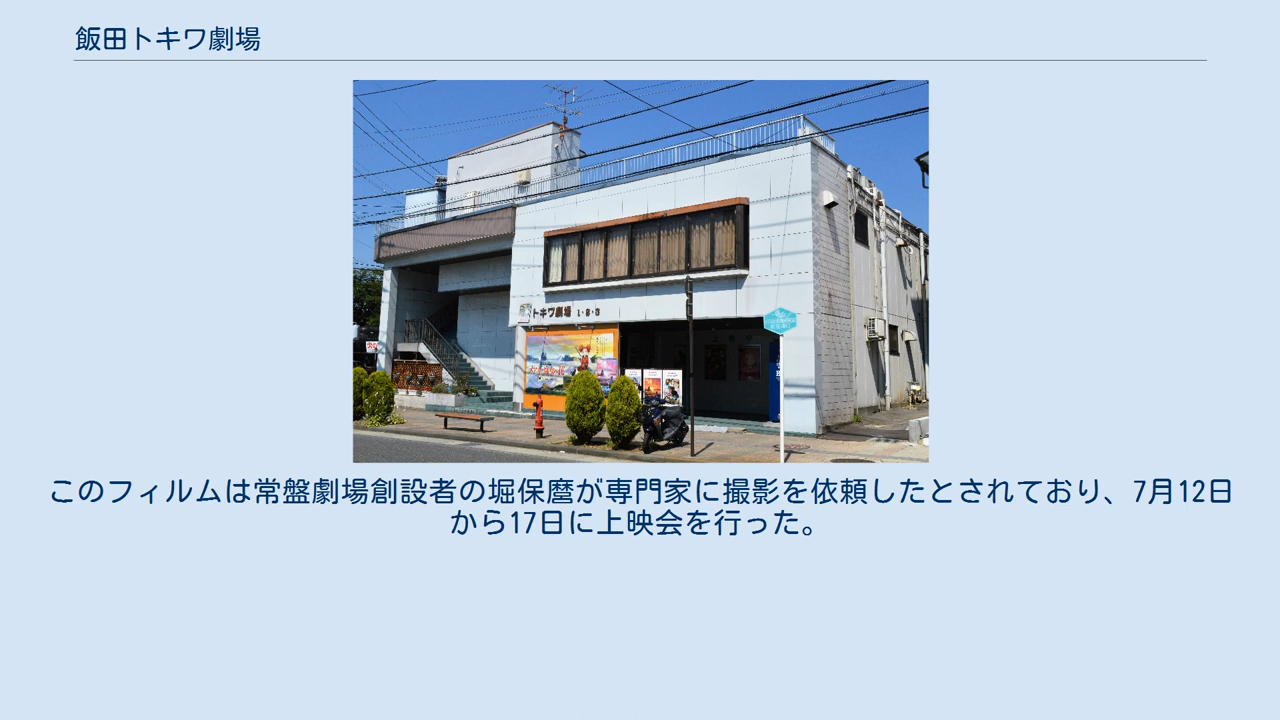 飯田トキワ劇場
トキワ劇場 1・2・3
このフィルムは常盤劇場創設者の堀保麿が専門家に撮影を依頼したとされており、7月12日
から17日に上映会を行った。